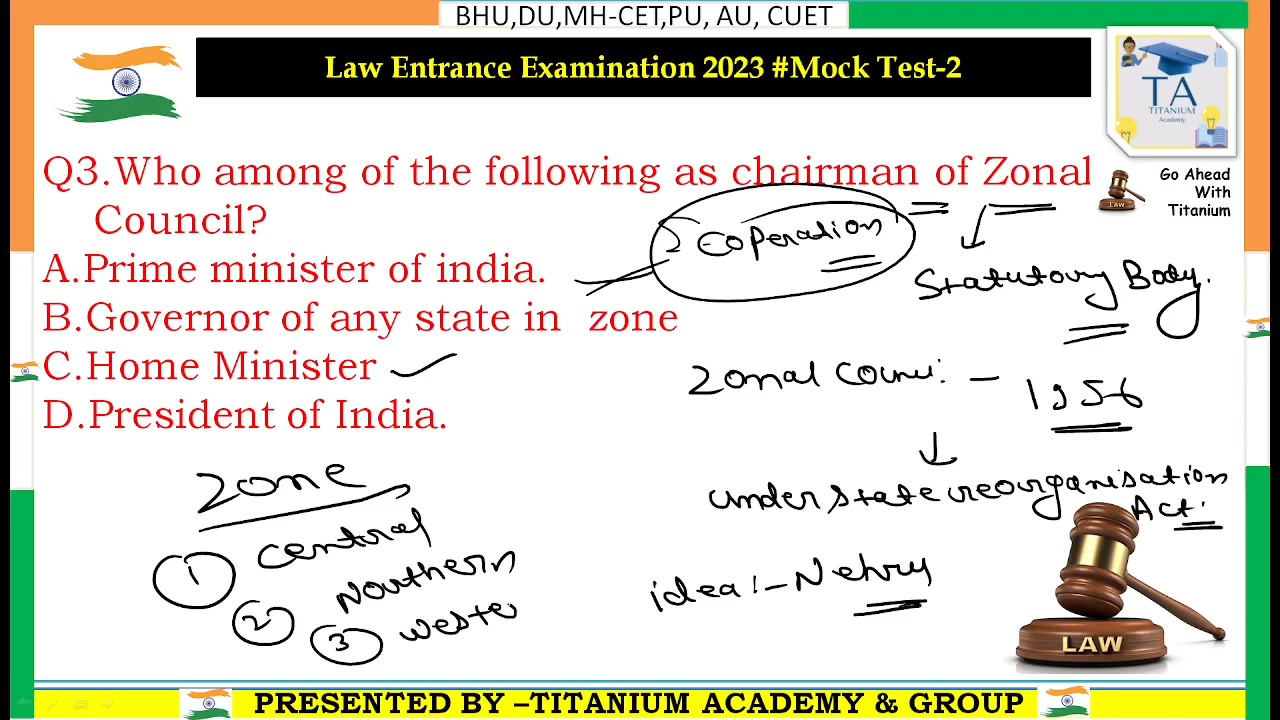 BHU,DU,MH-CET,PU, AU, CUET
Law Entrance Examination 2023 #Mock Test-2
TA
TITANIUM
Academy
Go Ahead
With
Titanium
LAW
Q3.Who among of the following as chairman of Zonal
Council?
A.Prime minister of india.
B.Governor of any state in zone
C.Home Minister
D.President of India.
Coperation
Statutory Body.
Zonal Counci
- 1956
under state reorganisation
Act.
idea:- Nehru
Zone
1 central
2 Nourthern
3 weste
LAW
PRESENTED BY –TITANIUM ACADEMY & GROUP